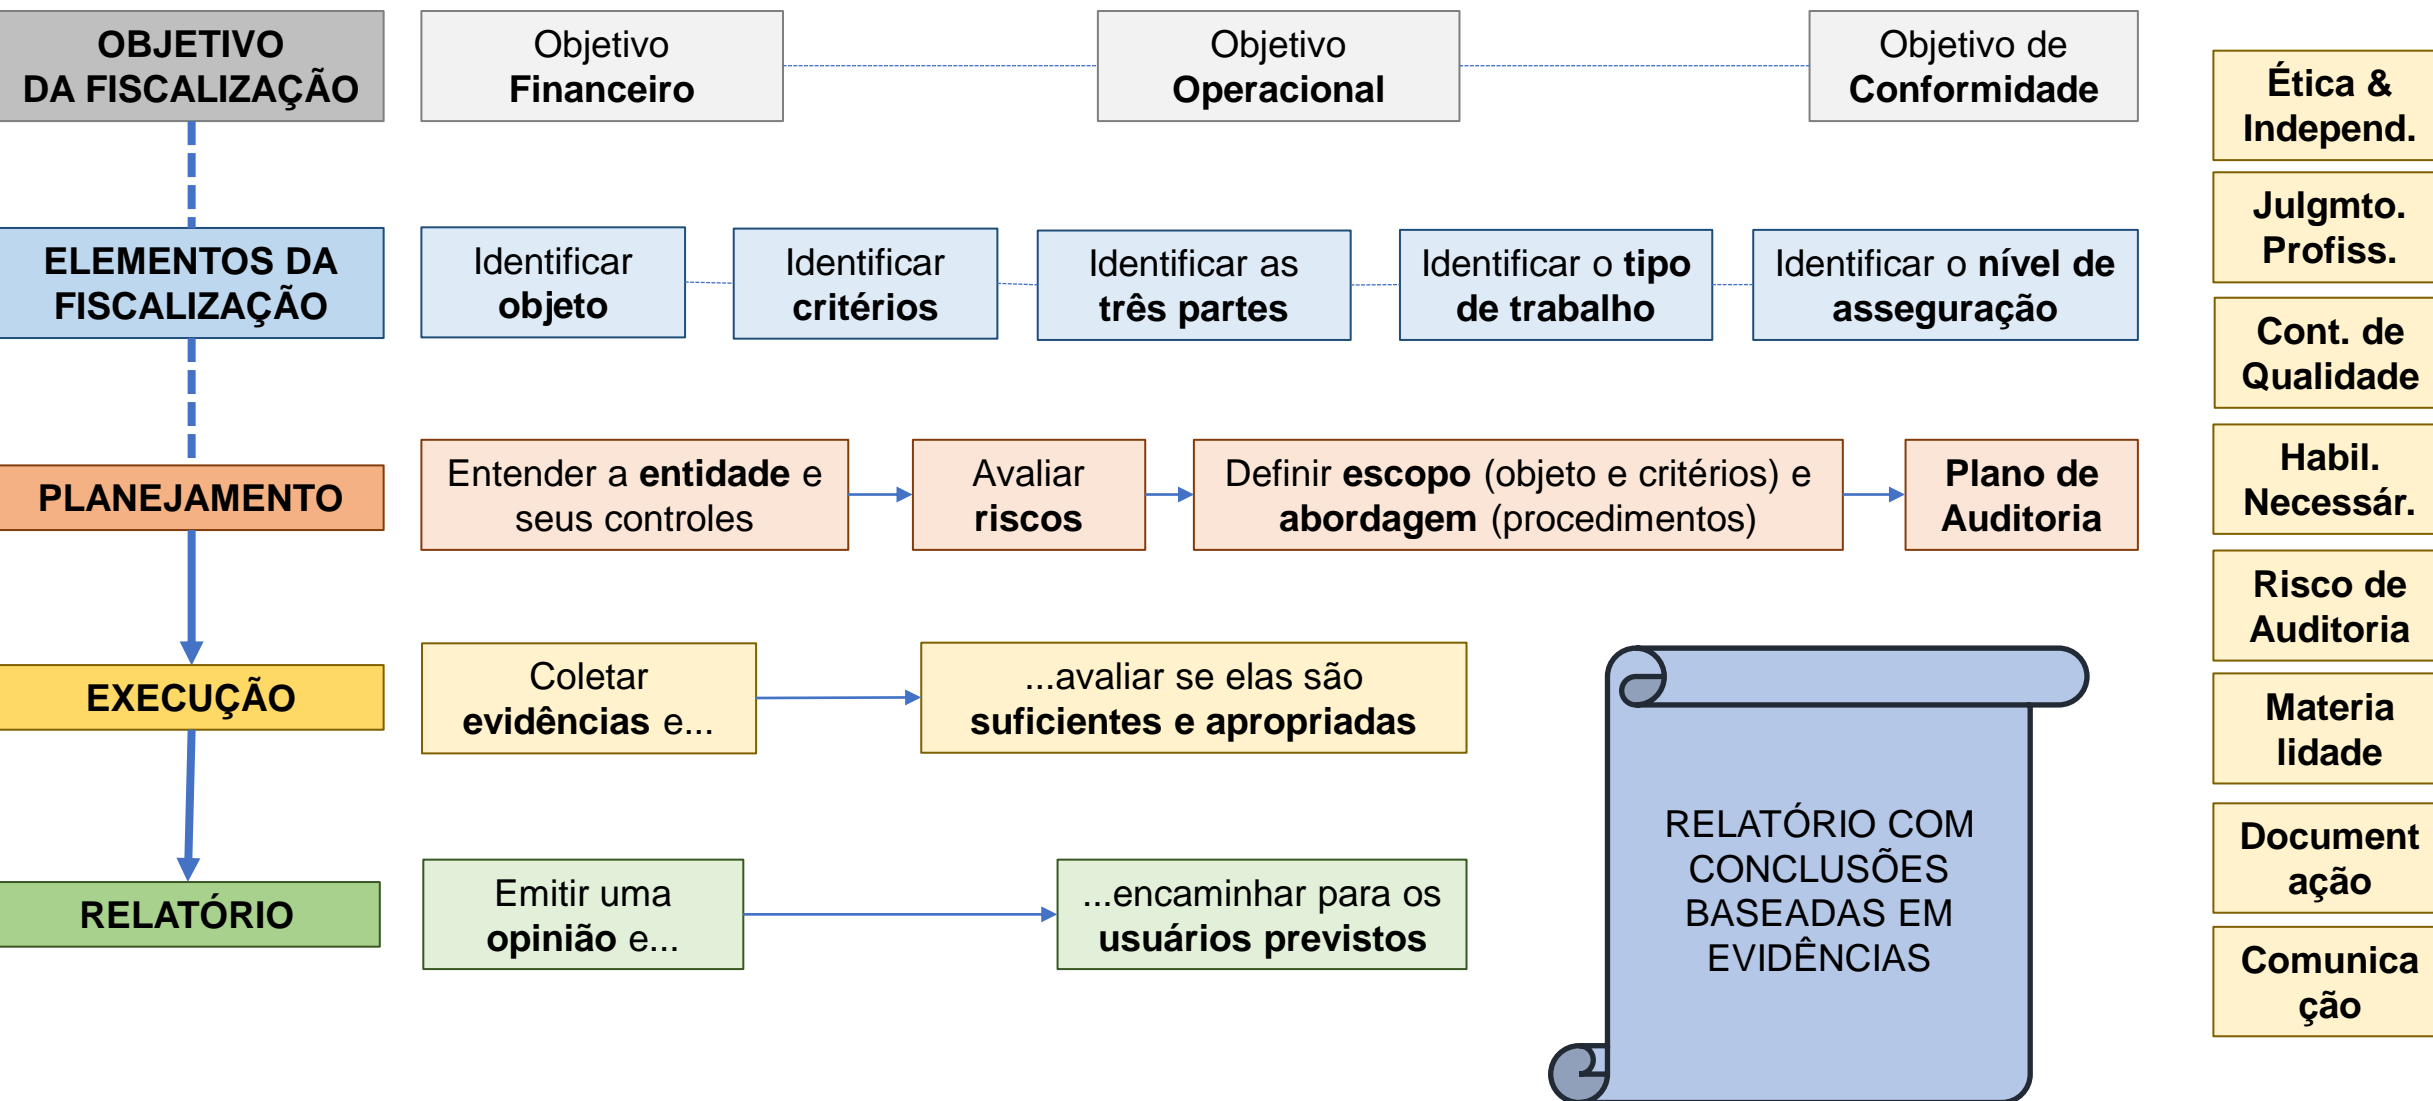 OBJETIVO
DA FISCALIZAÇÃO
Objetivo
Financeiro
Objetivo
Operacional
Objetivo de
Conformidade
ELEMENTOS DA
FISCALIZAÇÃO
Identificar
objeto
Identificar
critérios
Identificar as
três partes
Identificar o tipo
de trabalho
Identificar o nível de
asseguração
PLANEJAMENTO
Entender a entidade e
seus controles
Avaliar
riscos
Definir escopo (objeto e critérios) e
abordagem (procedimentos)
Plano de
Auditoria
EXECUÇÃO
Coletar
evidências e...
...avaliar se elas são
suficientes e apropriadas
RELATÓRIO
Emitir uma
opinião e...
...encaminhar para os
usuários previstos
RELATÓRIO COM
CONCLUSÕES
BASEADAS EM
EVIDÊNCIAS
Ética &
Independ.
Julgmto.
Profiss.
Cont. de
Qualidade
Habil.
Necessár.
Risco de
Auditoria
Materia
lidade
Document
ação
Comunica
ção